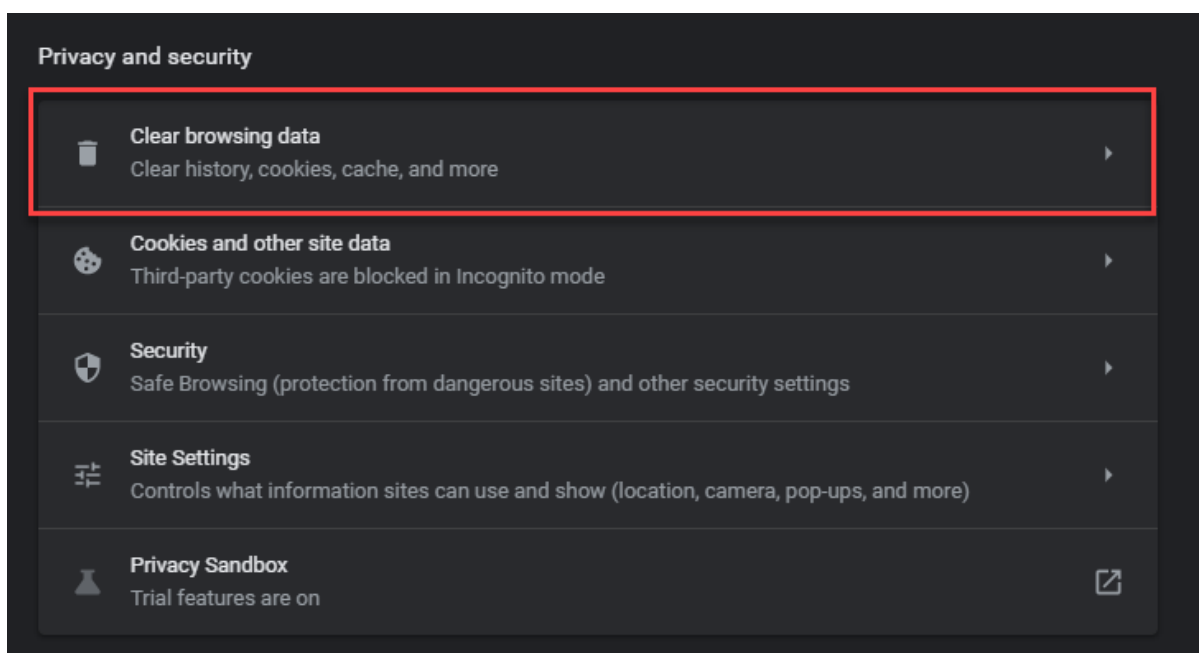 Privacy and security
Clear browsing data
Clear history, cookies, cache, and more
Cookies and other site data
Third-party cookies are blocked in Incognito mode
Security
Safe Browsing (protection from dangerous sites) and other security settings
Site Settings
Controls what information sites can use and show (location, camera, pop-ups, and more)
Privacy Sandbox
Trial features are on